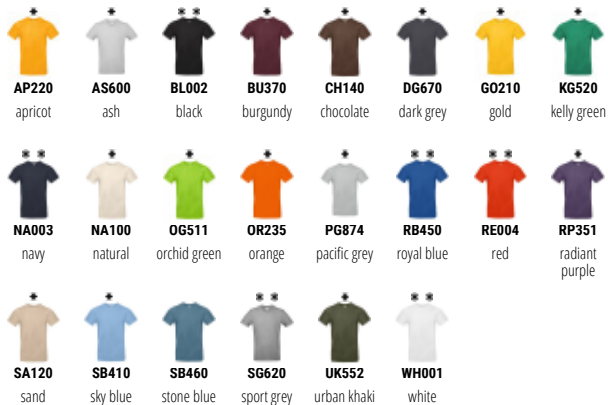 AP220 AS600 BL002 BU370 CH140 DG670 GO210 KG520
apricot ash black burgundy chocolate dark grey gold kelly green
NA003 NA100 OG511 OR235 PG874 RB450 RE004 RP351
navy natural orchid green orange pacific grey royal blue red radiant
purple
SA120 SB410 SB460 SG620 UK552 WH001
sand sky blue stone blue sport grey urban khaki white